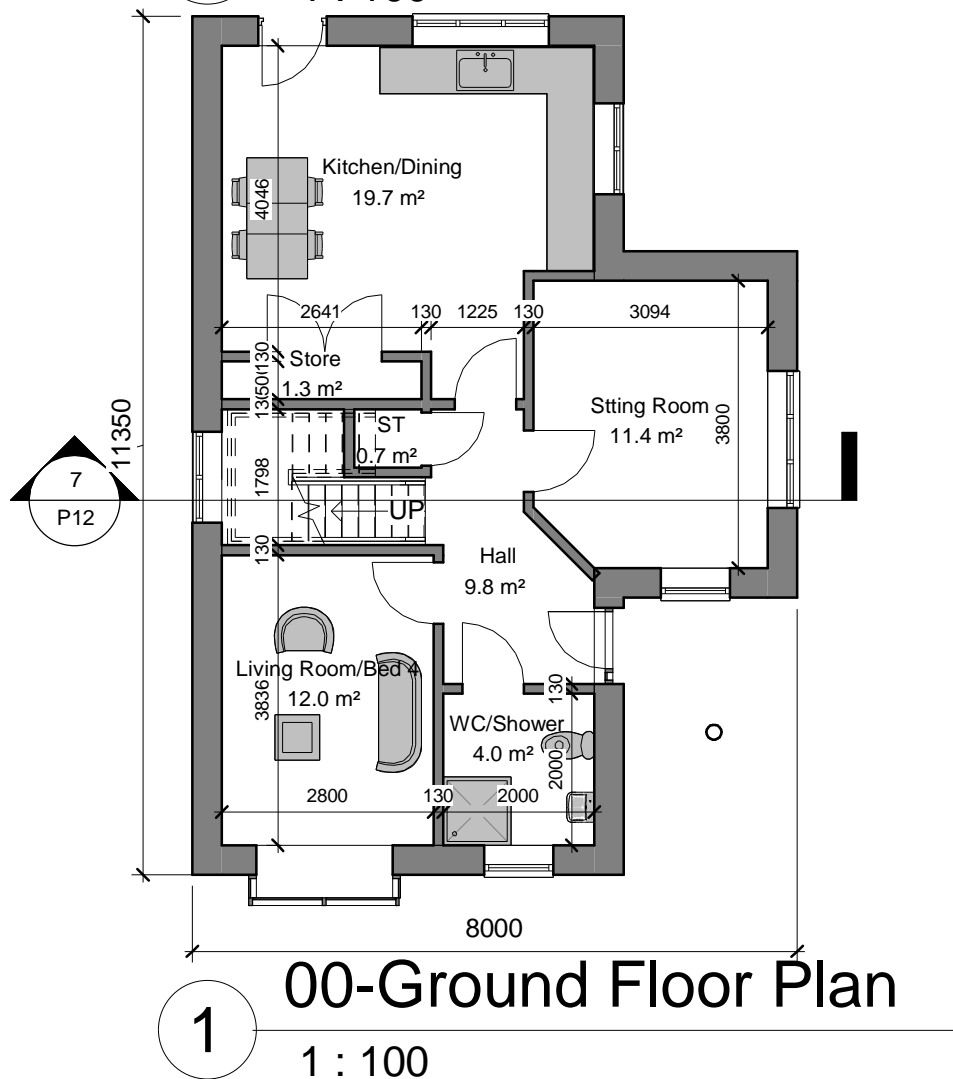 Kitchen/Dining
19.7 m²
4046
2641
130
1225
130
3094
130
Store
1.3 m²
130
Stting Room
11.4 m²
3800
ST
0.7 m²
11350
1798
7
P12
UP
130
Hall
9.8 m²
Living Room/Bed 4
12.0 m²
3836
130
WC/Shower
4.0 m²
2000
2800
130
2000
8000
00-Ground Floor Plan
1
1 : 100